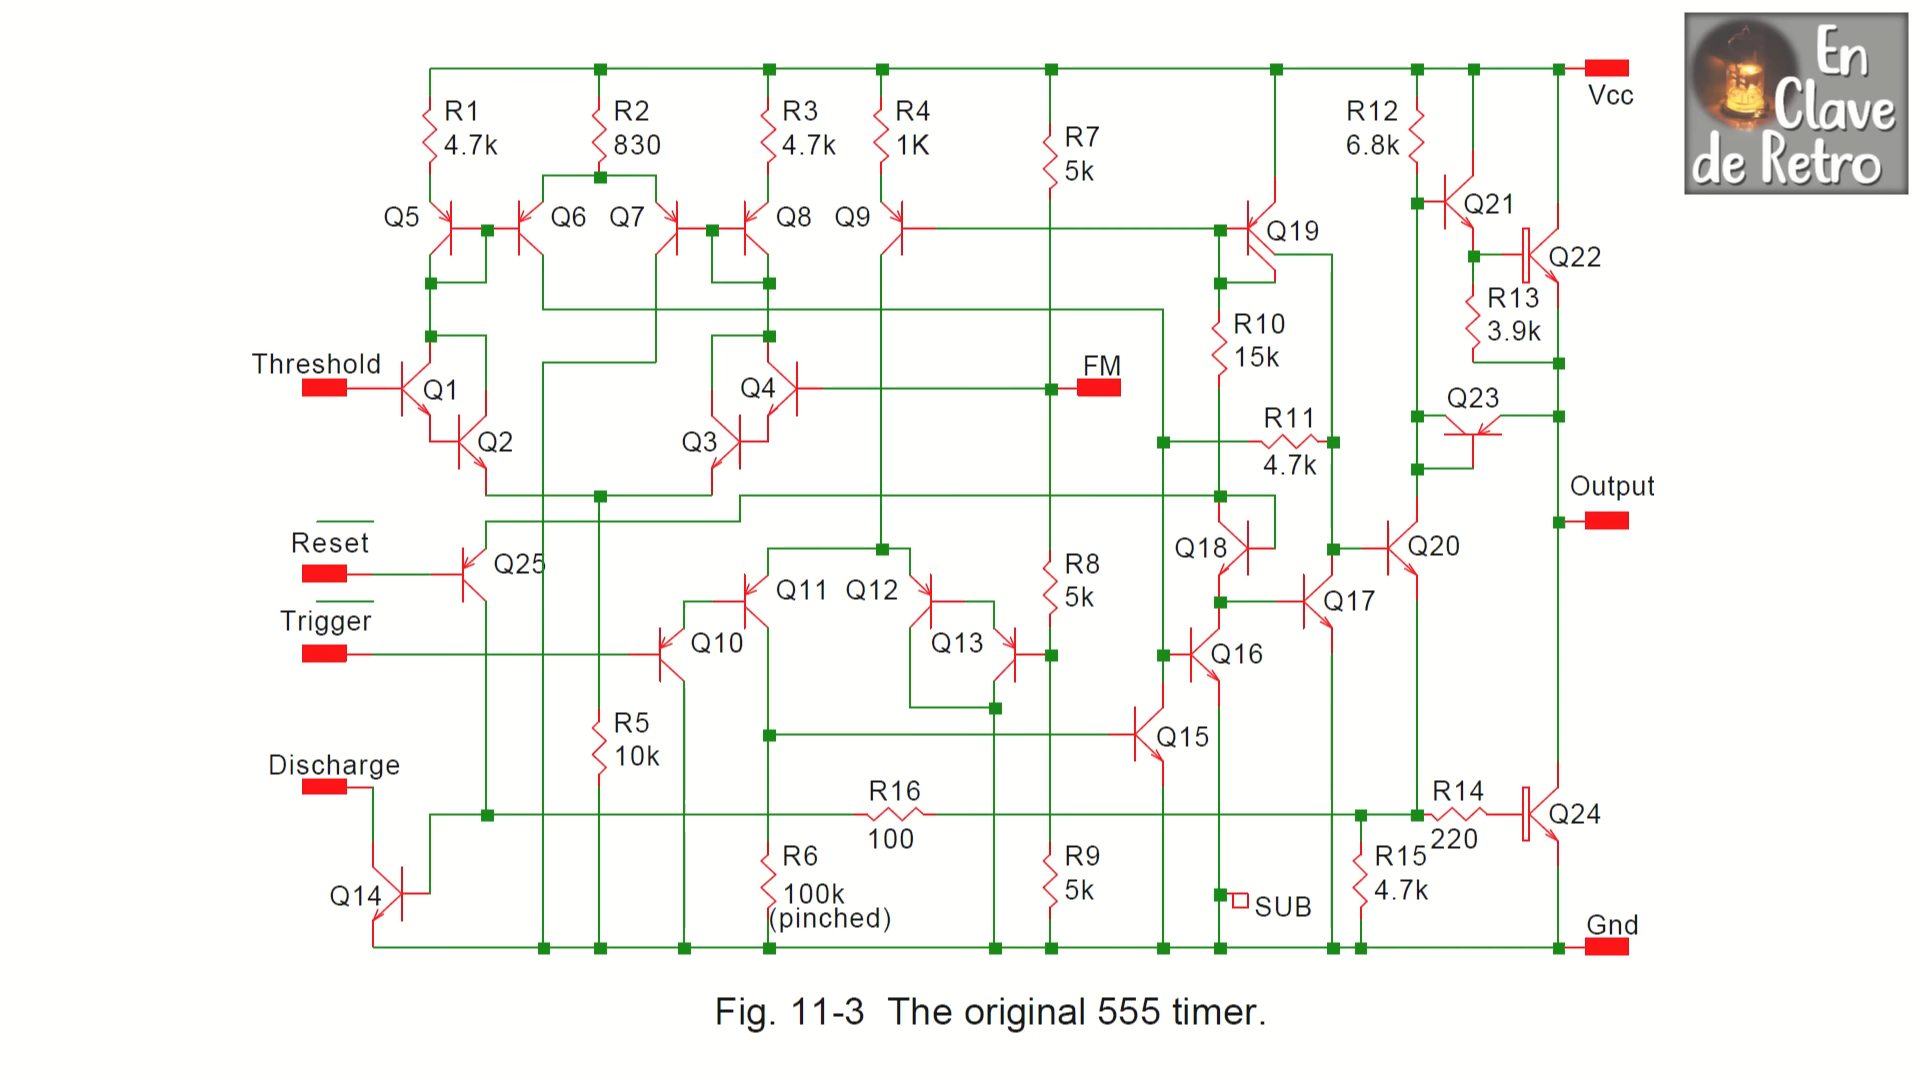 En
Clave
de Retro
Vcc
R1
4.7k
R2
830
R3
4.7k
R4
1K
R7
5k
R12
6.8k
Q5
Q6
Q7
Q8
Q9
Q19
Q21
Q22
R13
3.9k
R10
15k
Threshold
Q1
Q4
FM
Q23
R11
4.7k
Q2
Q3
Output
Reset
Q25
Q18
Q20
Q11
Q12
R8
5k
Q17
Trigger
Q10
Q13
Q16
R5
10k
Q15
Discharge
R16
100
R14
220
Q24
Q14
R6
100k
(pinched)
R9
5k
R15
4.7k
SUB
Gnd
Fig. 11-3 The original 555 timer.